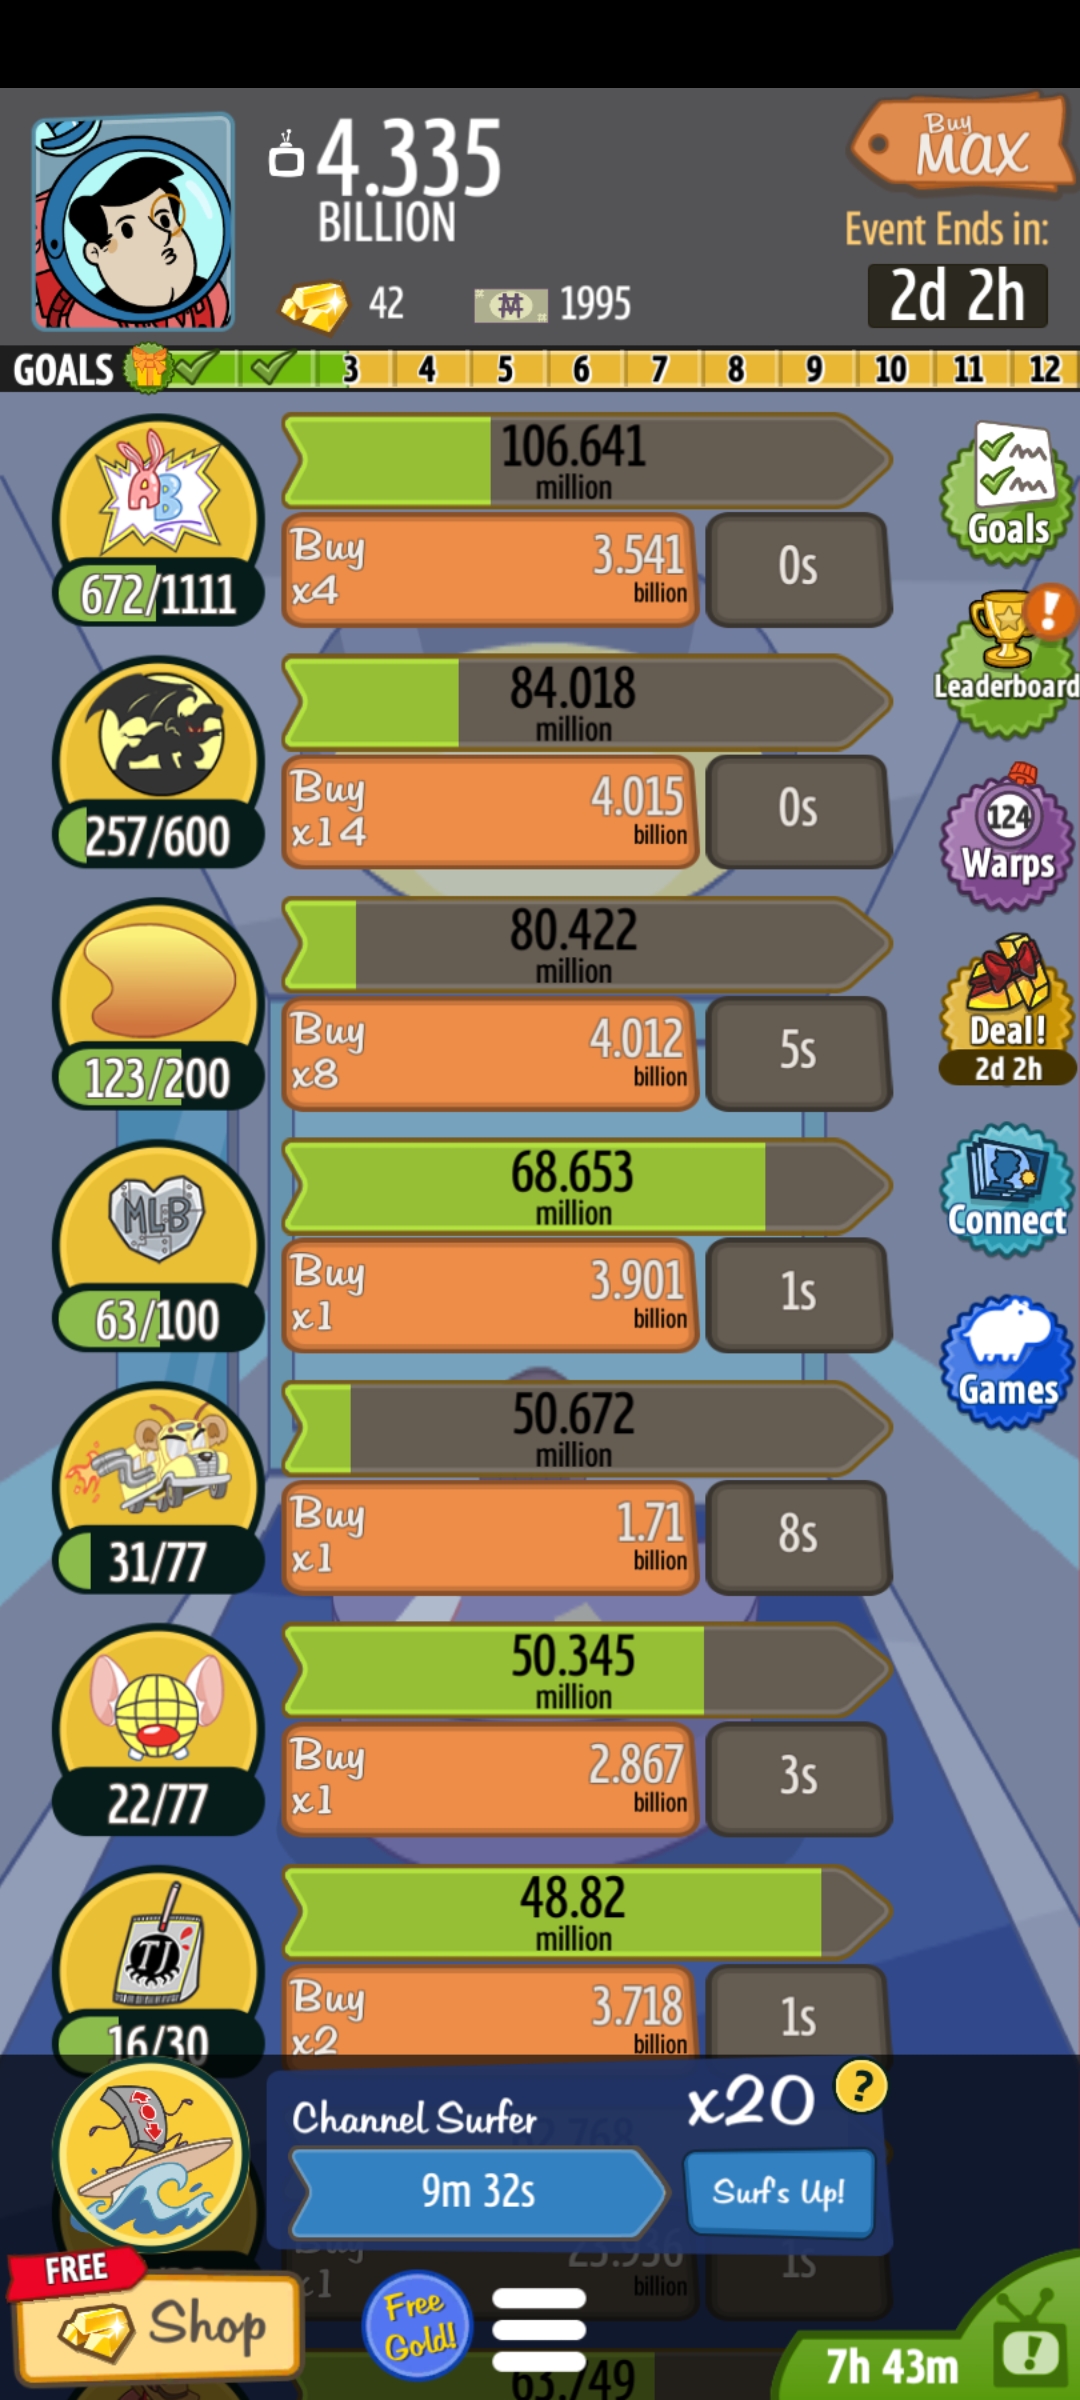 4.335
BILLION
Buy
MAX
Event Ends in:
2d 2h
42
1995
GOALS
3
4
5
6
7
8
9
10
11
12
AB
106.641
million
672/1111
Buy
x4
3.541
billion
0s
Goals
84.018
million
257/600
Buy
x14
4.015
billion
0s
!
Leaderboard
80.422
million
123/200
Buy
x8
4.012
billion
5s
124
Warps
Deal!
2d 2h
MLB
68.653
million
63/100
Buy
x1
3.901
billion
1s
Connect
50.672
million
31/77
Buy
x1
1.71
billion
8s
Games
50.345
million
22/77
Buy
x1
2.867
billion
3s
TJ
48.82
million
16/30
Buy
x2
3.718
billion
1s
Channel Surfer
x20
?
9m 32s
Surf's Up!
Buy
x1
23.936
billion
1s
FREE
Shop
Free
Gold!
63.749
7h 43m
!